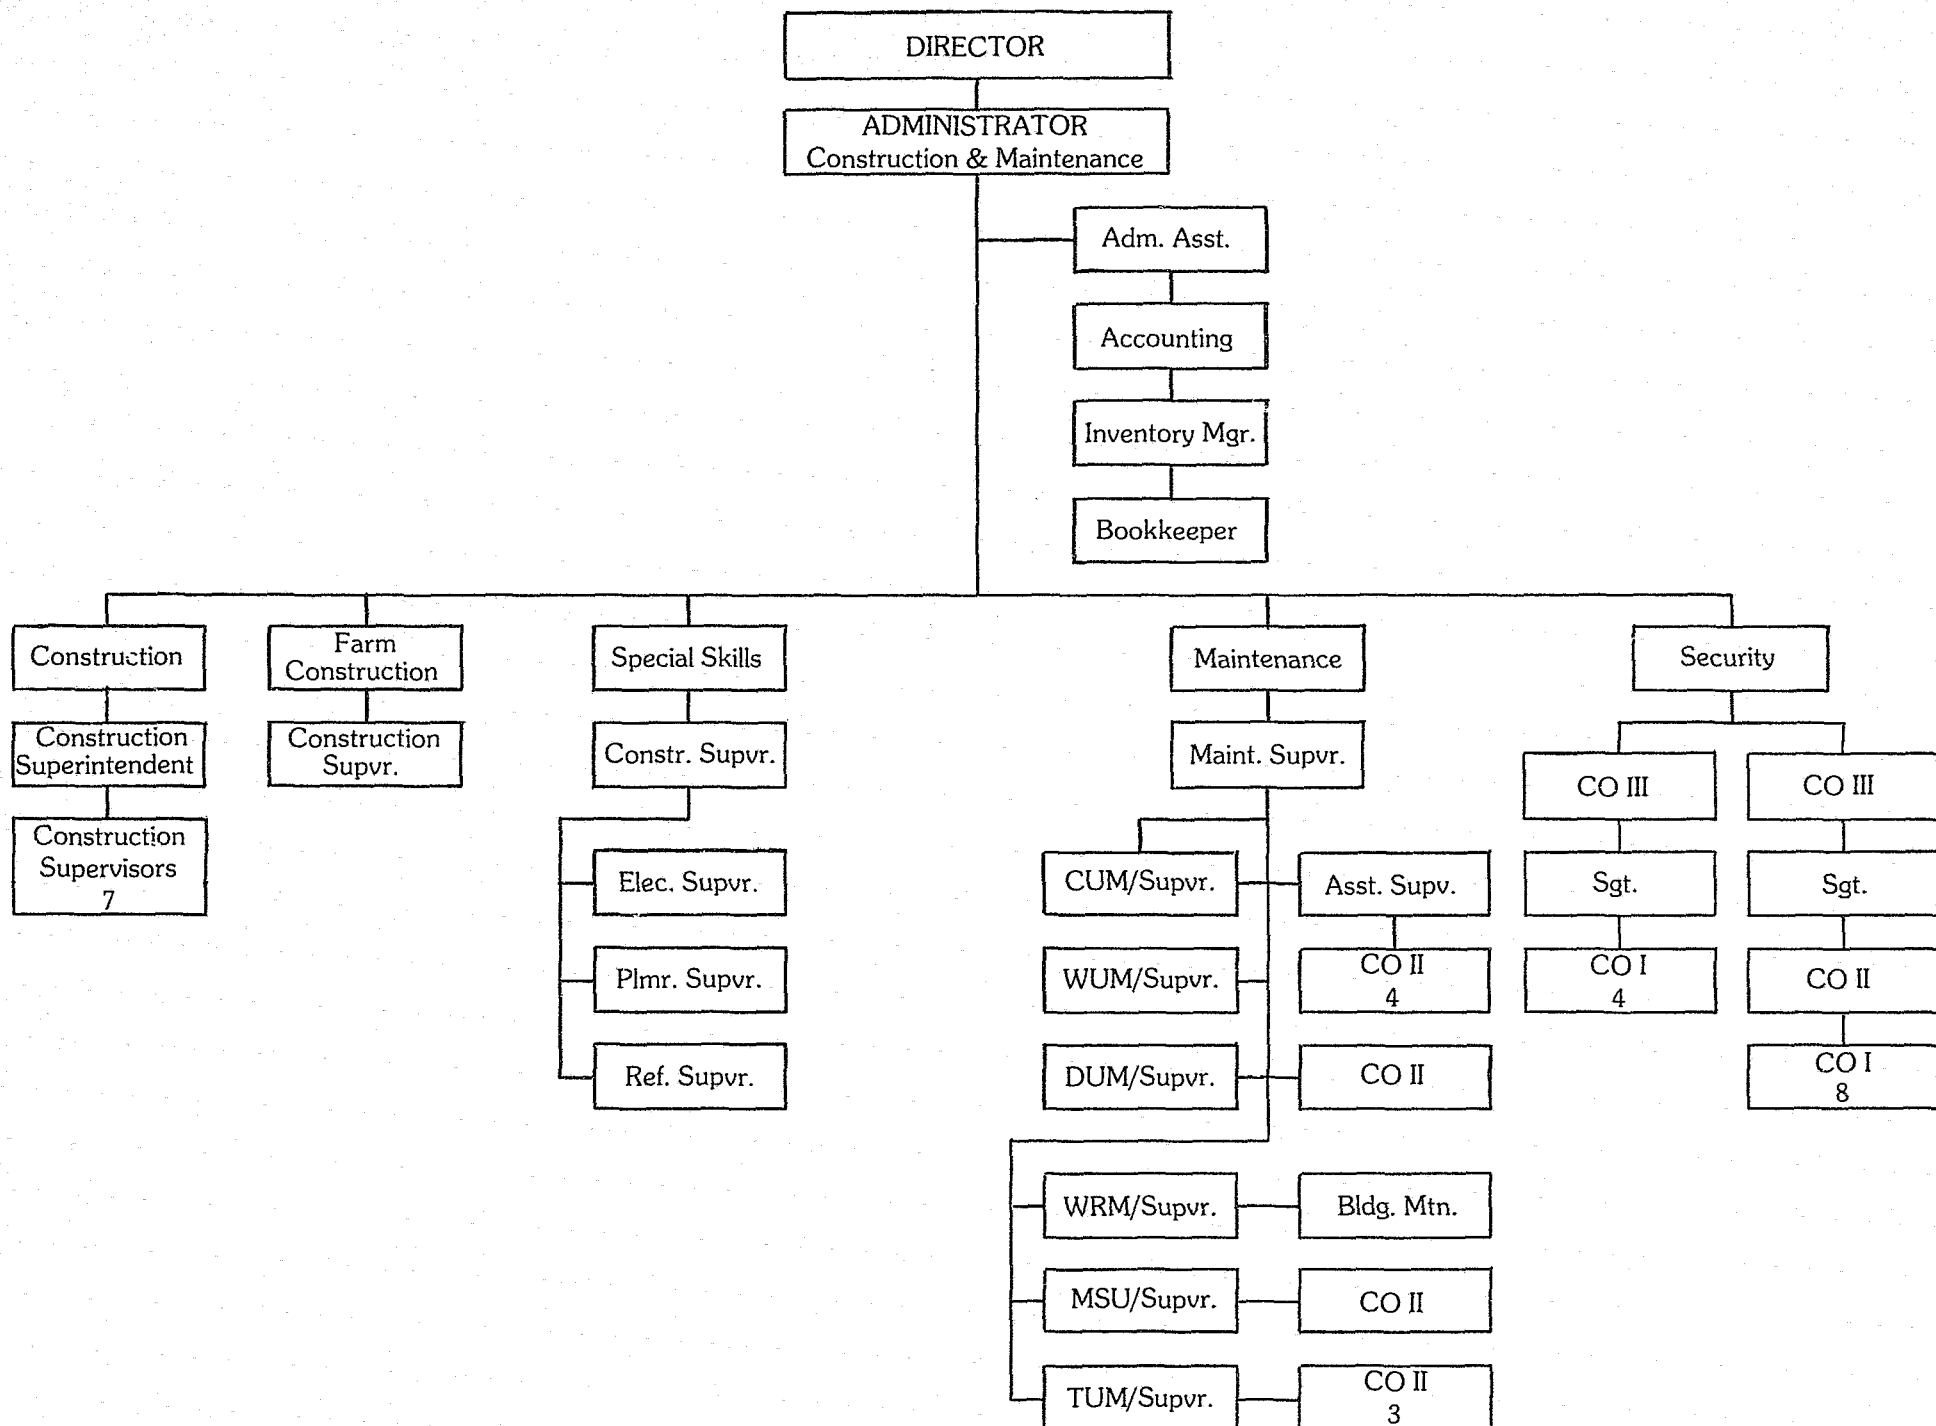 DIRECTOR
ADMINISTRATOR
Construction & Maintenance
Adm. Asst.
Accounting
Inventory Mgr.
Bookkeeper
Construction
Construction
Superintendent
Construction
Supervisors
7
Farm
Construction
Construction
Supvr.
Special Skills
Constr. Supvr.
Elec. Supvr.
Plmr. Supvr.
Ref. Supvr.
Maintenance
Maint. Supvr.
CUM/Supvr.
Asst. Supv.
WUM/Supvr.
CO II
4
DUM/Supvr.
CO II
WRM/Supvr.
Bldg. Mtn.
MSU/Supvr.
CO II
TUM/Supvr.
CO II
3
Security
CO III
Sgt.
CO I
4
CO III
Sgt.
CO II
CO I
8